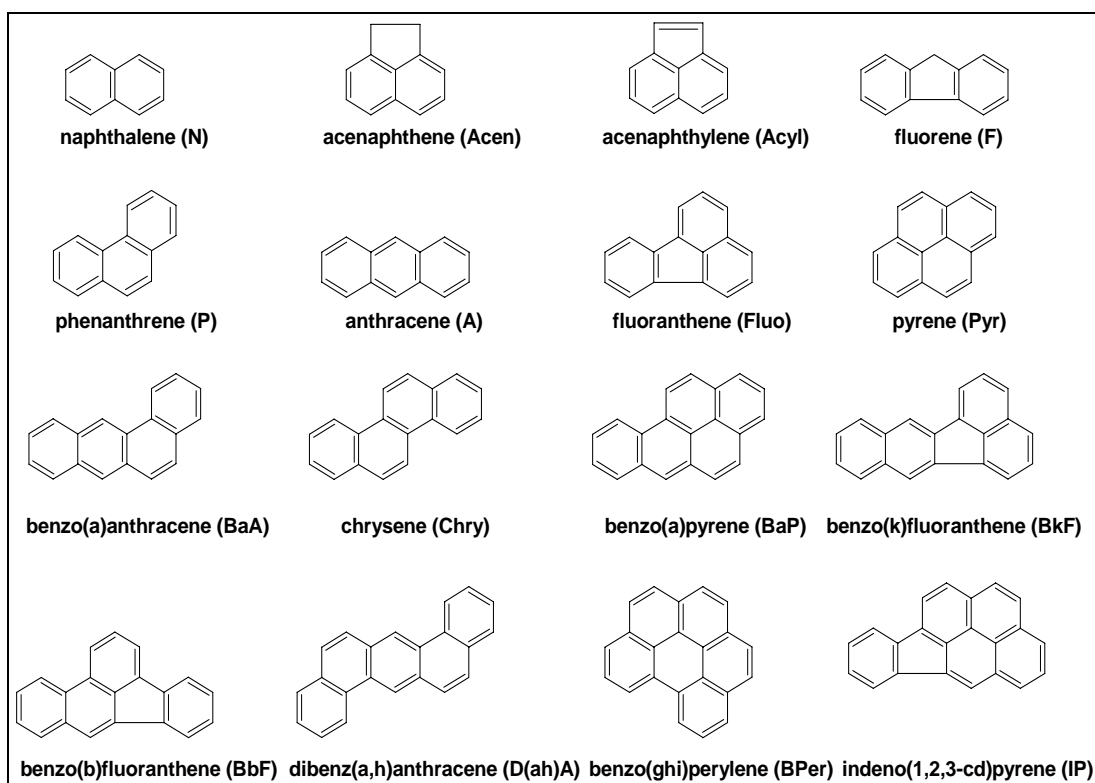 naphthalene (N)
acenaphthene (Acen)
acenaphthylene (Acyl)
fluorene (F)
phenanthrene (P)
anthracene (A)
fluoranthene (Fluo)
pyrene (Pyr)
benzo(a)anthracene (BaA)
chrysene (Chry)
benzo(a)pyrene (BaP)
benzo(k)fluoranthene (BkF)
benzo(b)fluoranthene (BbF)
dibenz(a,h)anthracene (D(ah)A)
benzo(ghi)perylene (BPer)
indeno(1,2,3-cd)pyrene (IP)